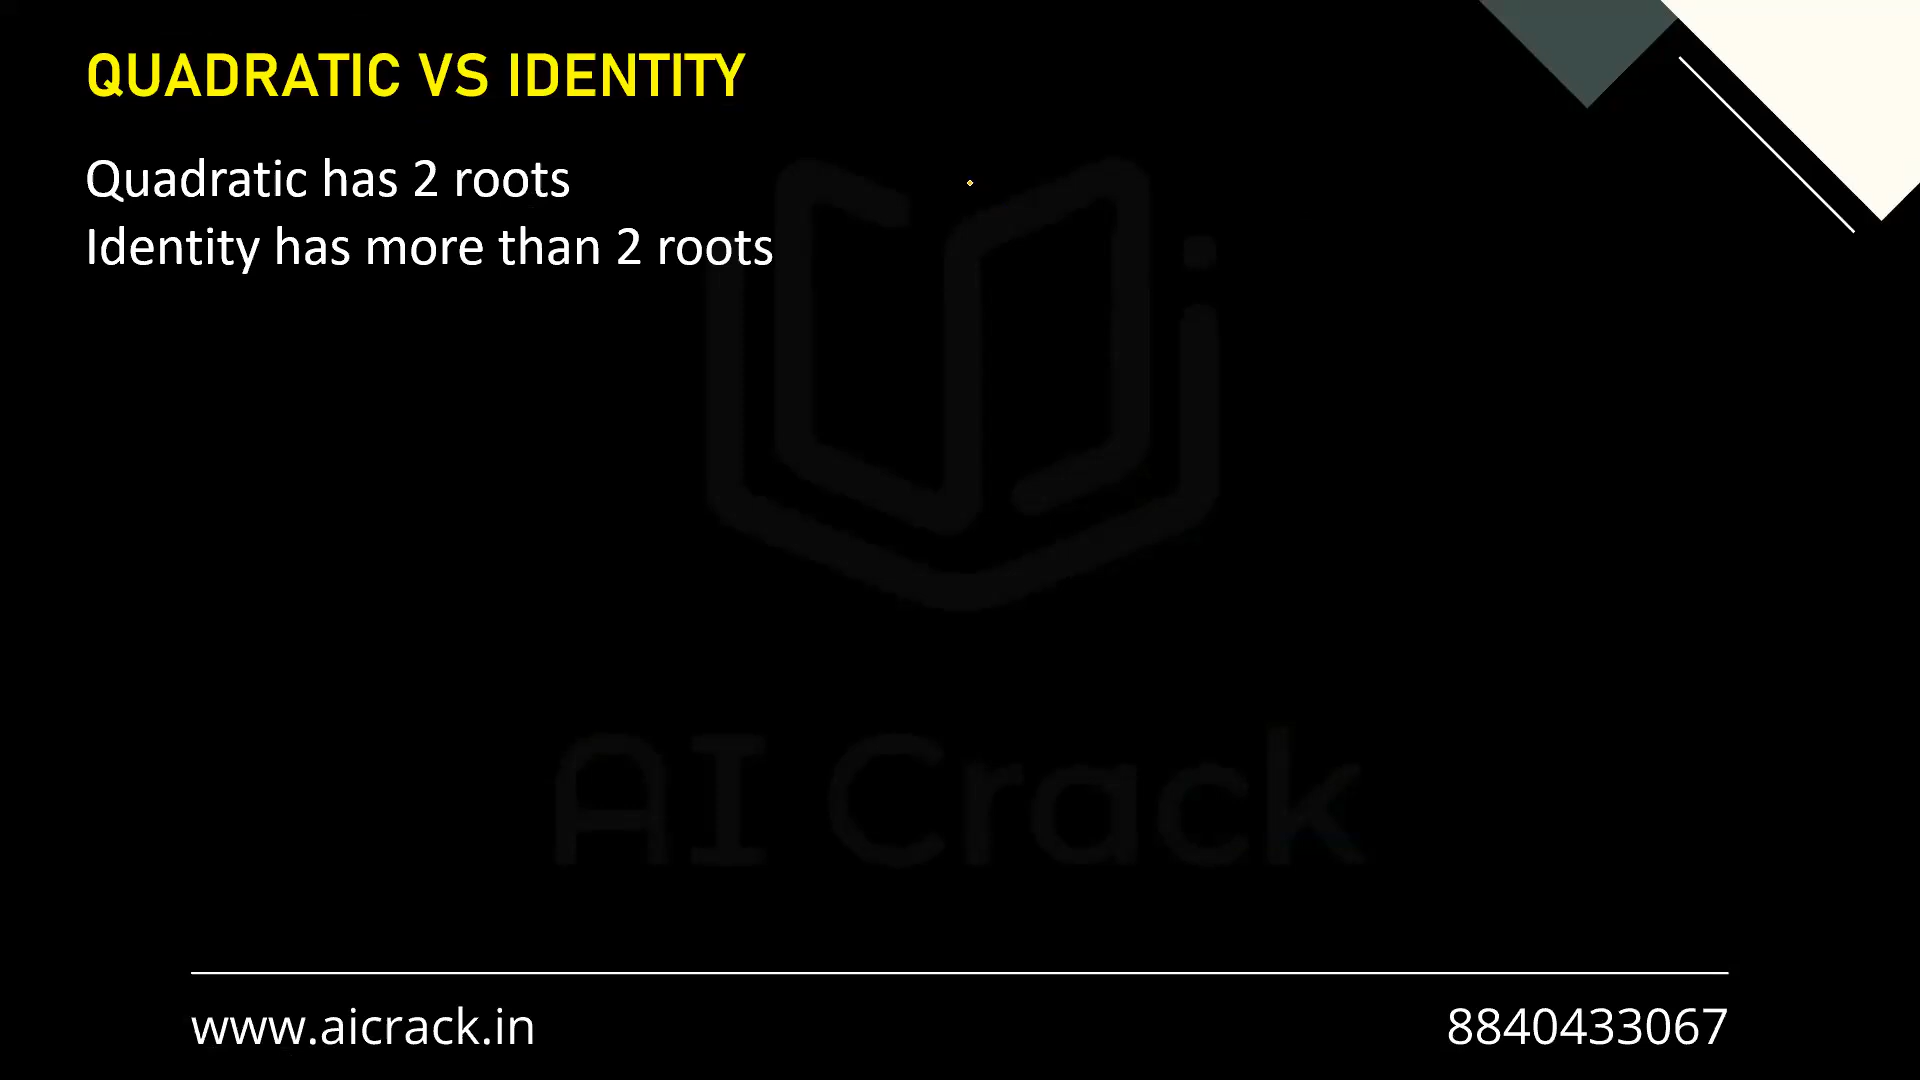 QUADRATIC VS IDENTITY
Quadratic has 2 roots
Identity has more than 2 roots
AI Crack
www.aicrack.in
8840433067